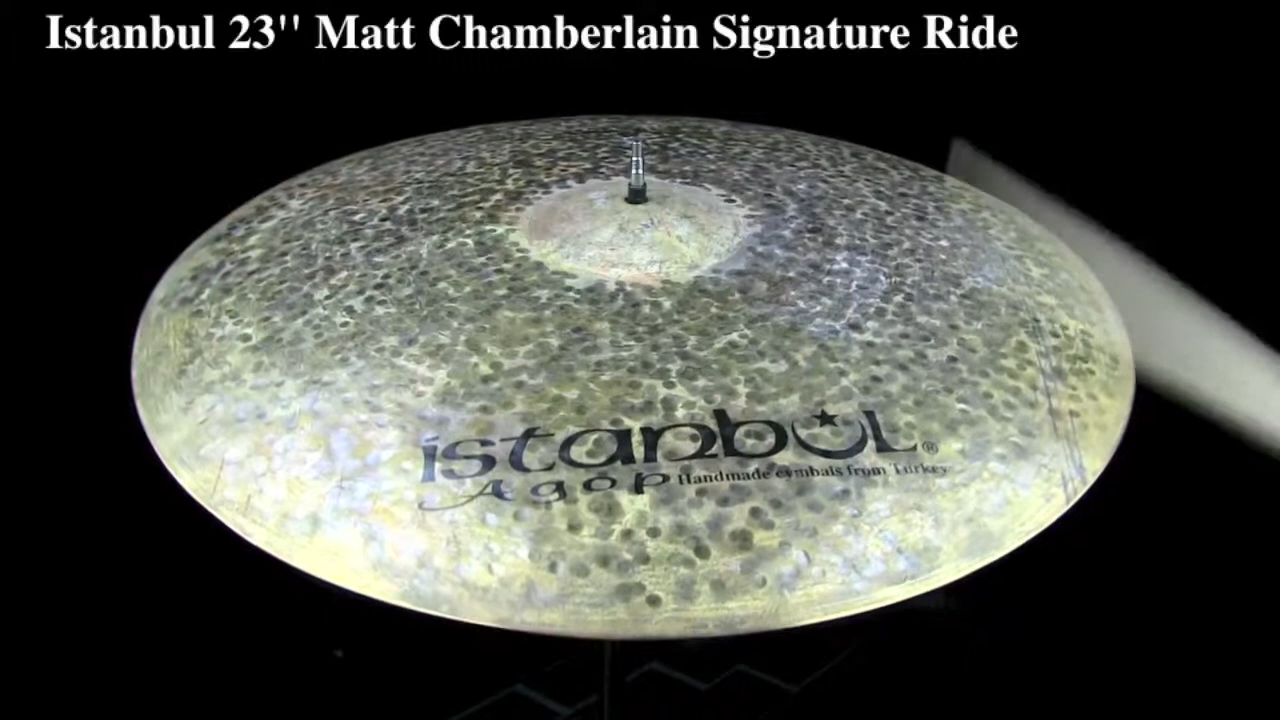 Istanbul 23'' Matt Chamberlain Signature Ride
istanbul®
Agop Handmade cymbals from Turkey